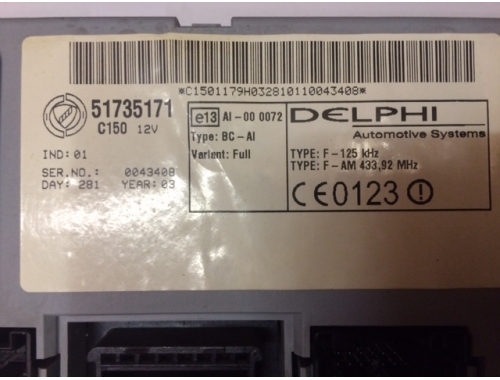 *C1501179H032810110043408*
51735171
C150 12V
IND: 01
SER.NO.: 0043408
DAY: 281 YEAR: 03
e13 AI-00 0072
Type: BC-AI
Varient: Full
DELPHI
Automotive Systems
TYPE: F-125 kHz
TYPE: F-AM 433,92 MHz
CE0123